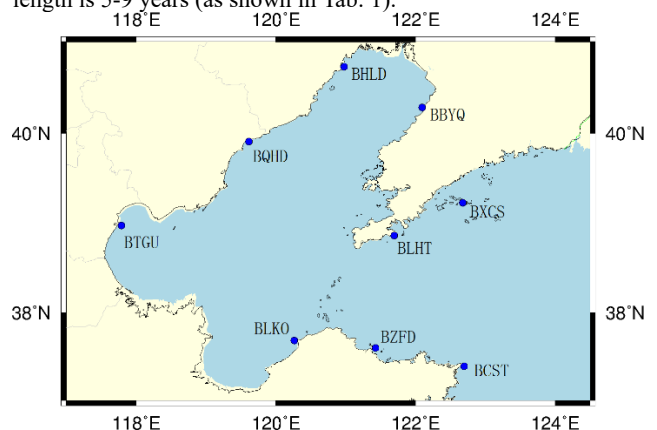 length is 5-9 years (as shown in Tab. 1).
118°E 120°E 122°E 124°E
BHLD
BBYQ
40°N 40°N
BQHD
BXCS
BTGU
BLHT
38°N 38°N
BLKO BZFD
BCST
118°E 120°E 122°E 124°E